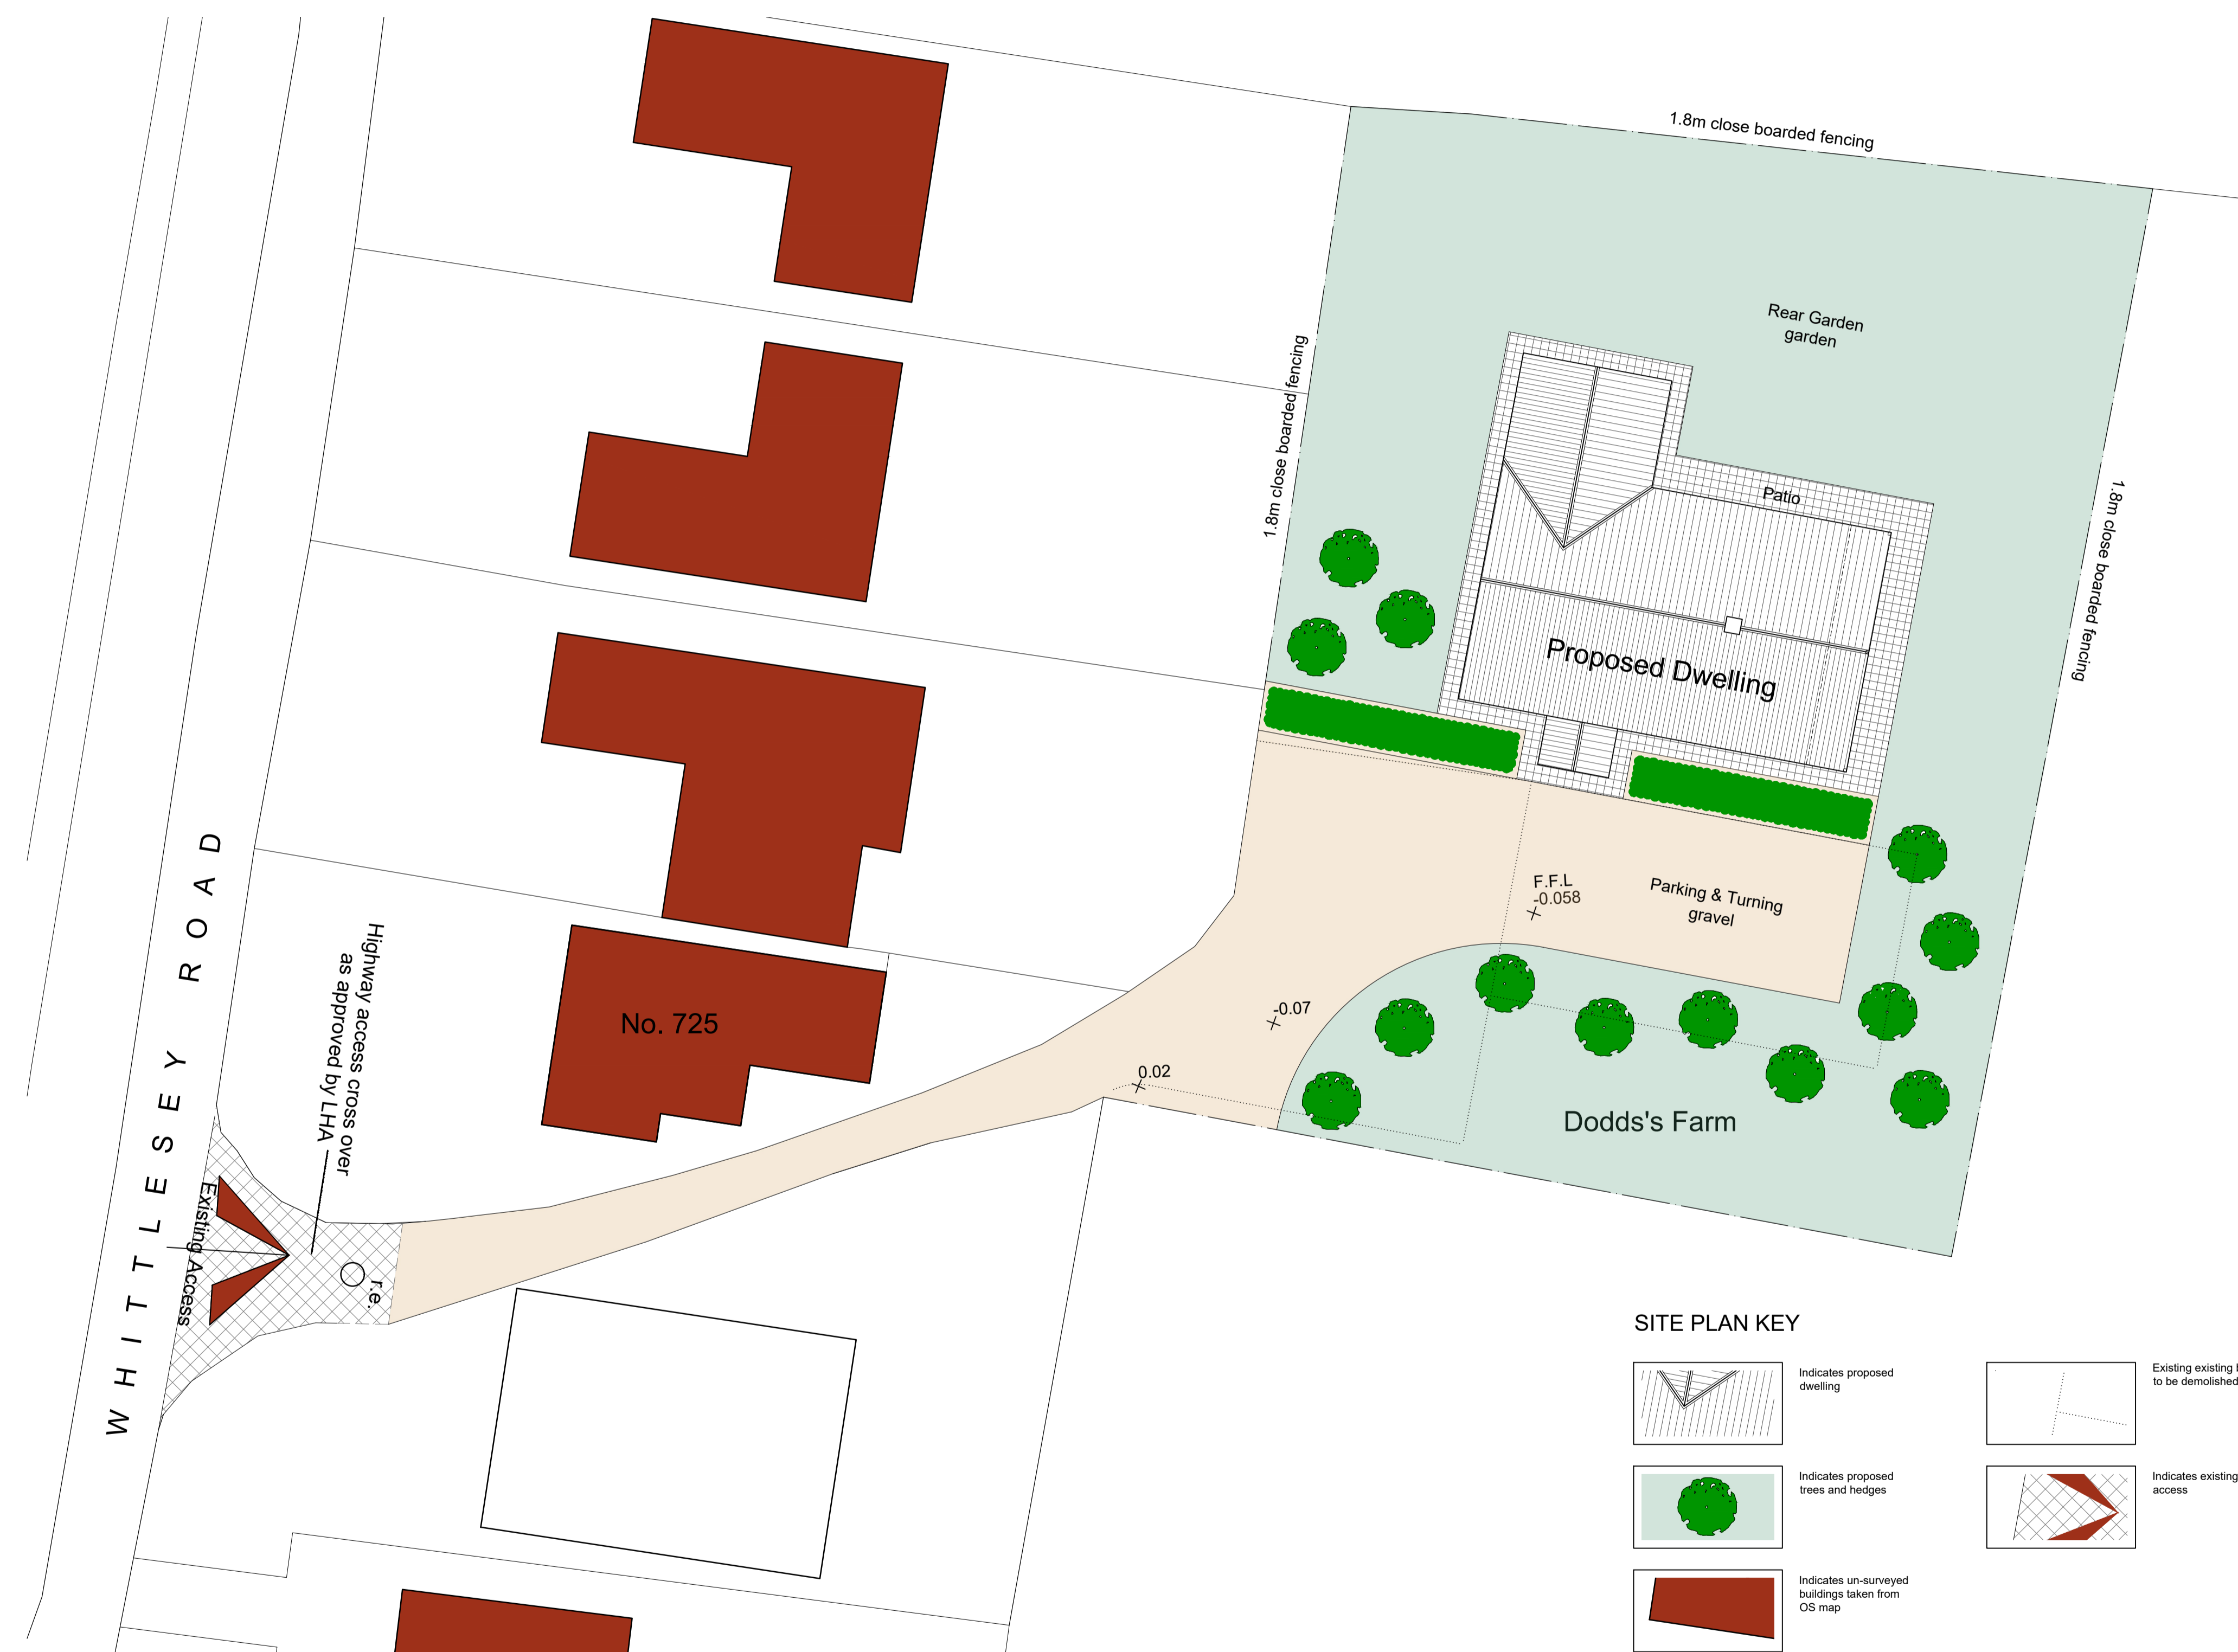 1.8m close boarded fencing
Rear Garden
garden
1.8m close boarded fencing
Patio
1.8m close boarded fencing
Proposed Dwelling
F.F.L
-0.058
Parking & Turning
gravel
-0.07
0.02
Dodds's Farm
No. 725
WHITTLESEY ROAD
Highway access cross over
as approved by LHA
Existing Access
r.e.
SITE PLAN KEY
Indicates proposed
dwelling
Existing existing
to be demolished
Indicates proposed
trees and hedges
Indicates existing
access
Indicates un-surveyed
buildings taken from
OS map